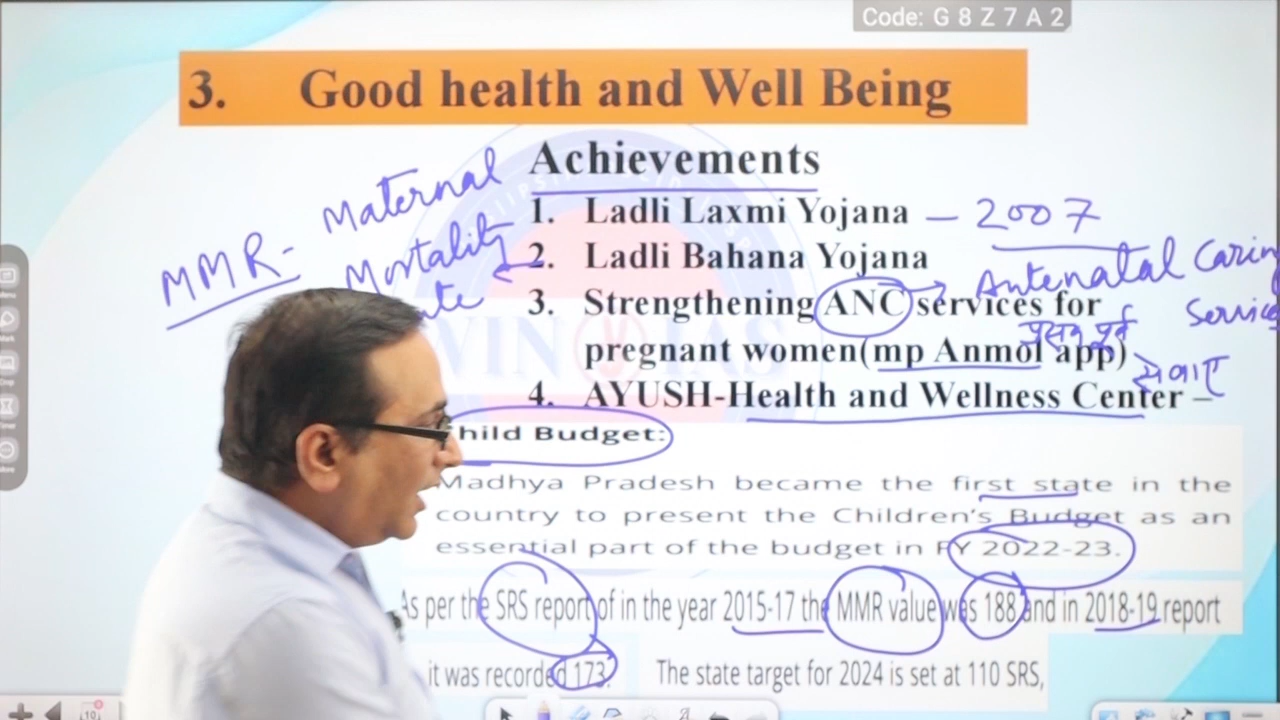 Code: G 8 Z 7 A 2
3. Good health and Well Being
Achievements
1. Ladli Laxmi Yojana – 2007
2. Ladli Bahana Yojana
3. Strengthening ANC services for
pregnant women(mp Anmol app)
4. AYUSH-Health and Wellness Center –
MMR- Maternal
Mortality
Antenatal Caring
Service
प्रसव पूर्व
सेवाएं
hild Budget:
Madhya Pradesh became the first state in the
country to present the Children's Budget as an
essential part of the budget in FY 2022-23.
As per the SRS report of in the year 2015-17 the MMR value was 188 and in 2018-19 report
it was recorded 173. The state target for 2024 is set at 110 SRS,